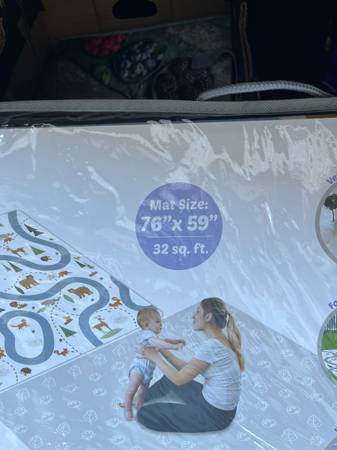 Mat Size:
76"x 59"
32 sq. ft.